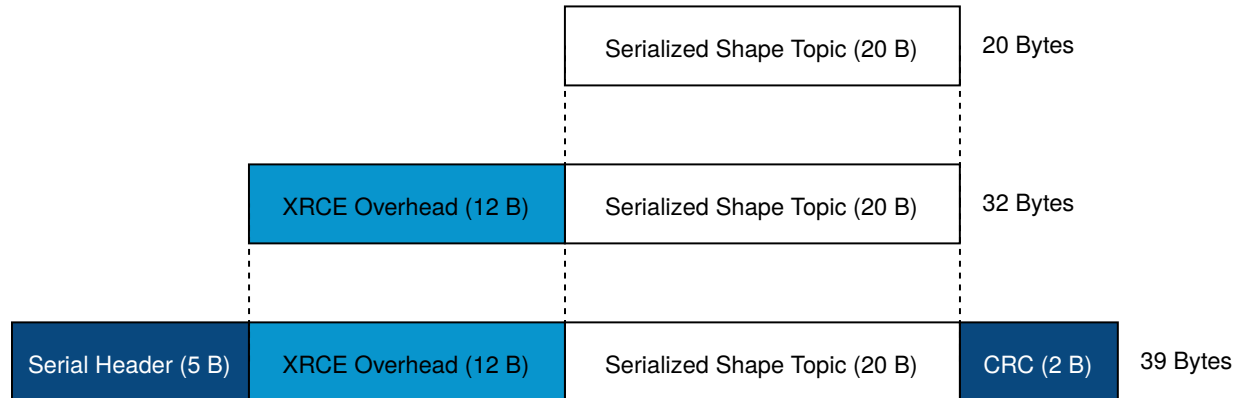 Serialized Shape Topic (20 B) 20 Bytes
XRCE Overhead (12 B) Serialized Shape Topic (20 B) 32 Bytes
Serial Header (5 B) XRCE Overhead (12 B) Serialized Shape Topic (20 B) CRC (2 B) 39 Bytes